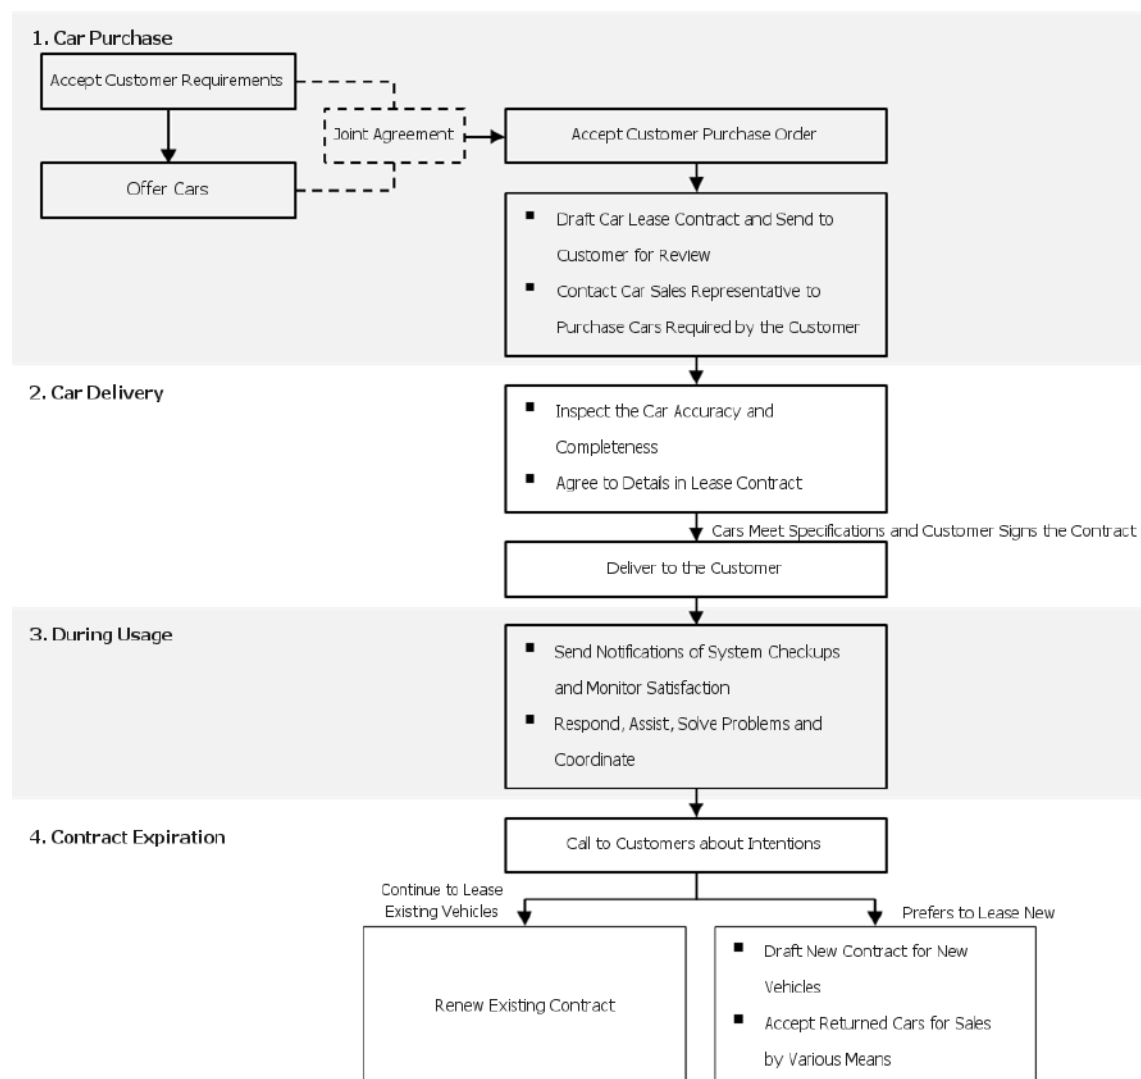 1. Car Purchase
Accept Customer Requirements
Joint Agreement
Accept Customer Purchase Order
Offer Cars
▪ Draft Car Lease Contract and Send to
Customer for Review
▪ Contact Car Sales Representative to
Purchase Cars Required by the Customer
2. Car Delivery
▪ Inspect the Car Accuracy and
Completeness
▪ Agree to Details in Lease Contract
Cars Meet Specifications and Customer Signs the Contract
Deliver to the Customer
3. During Usage
▪ Send Notifications of System Checkups
and Monitor Satisfaction
▪ Respond, Assist, Solve Problems and
Coordinate
4. Contract Expiration
Call to Customers about Intentions
Continue to Lease
Existing Vehicles
Prefers to Lease New
Renew Existing Contract
▪ Draft New Contract for New
Vehicles
▪ Accept Returned Cars for Sales
by Various Means